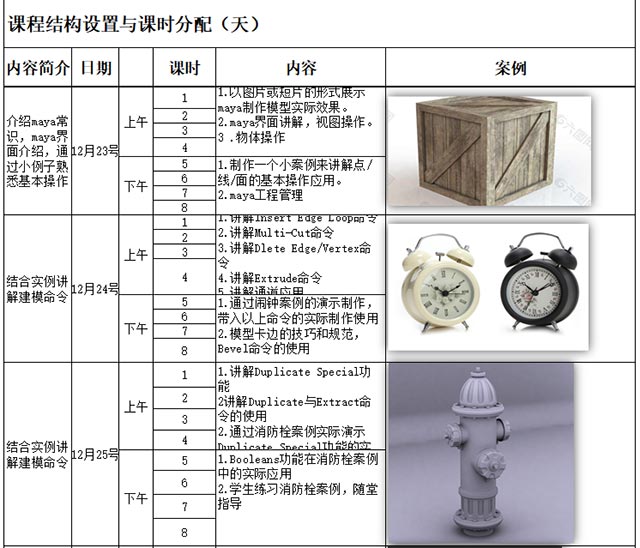 课程结构设置与课时分配（天）
内容简介 日期 课时 内容 案例
介绍maya常
识，maya界
面介绍，通
过小例子熟
悉基本操作
12月23号
上午
1
2
3
4
1.以图片或短片的形式展示
maya制作模型实际效果。
2.maya界面讲解，视图操作。
3 .物体操作
下午
5
6
7
8
1.制作一个小案例来讲解点/
线/面的基本操作应用。
2.maya工程管理
结合实例讲
解建模命令
12月24号
上午
1
2
3
4
1.讲解Insert Edge Loop命令
2.讲解Multi-Cut命令
3.讲解Dlete Edge/Vertex命
令
4.讲解Extrude命令
5.讲解通道应用
下午
5
6
7
8
1.通过闹钟案例的演示制作，
带入以上命令的实际制作使用
2.模型卡边的技巧和规范，
Bevel命令的使用
结合实例讲
解建模命令
12月25号
上午
1
2
3
4
1.讲解Duplicate Special功
能
2讲解Duplicate与Extract命
令的使用
2.通过消防栓案例实际演示
Duplicate Special功能的实
下午
5
6
7
8
1.Booleans功能在消防栓案例
中的实际应用
2.学生练习消防栓案例，随堂
指导